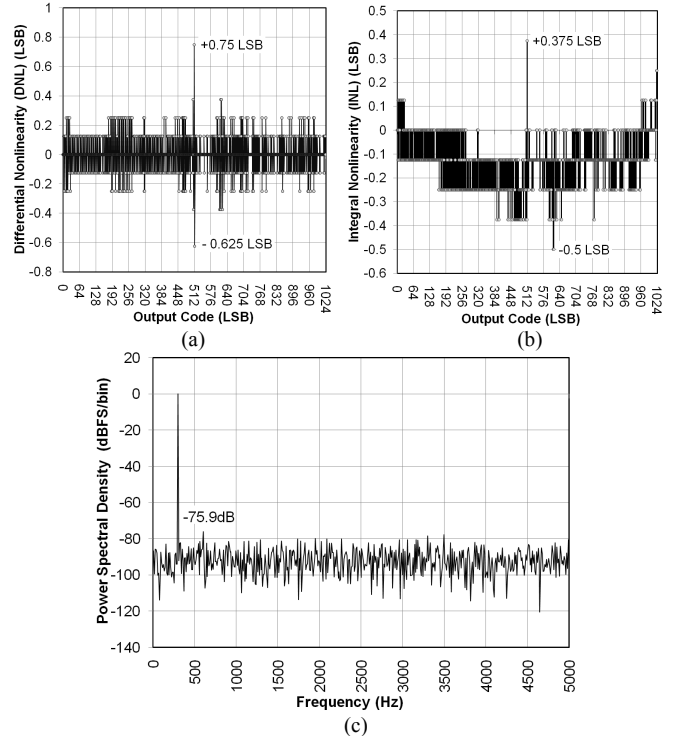 Differential Nonlinearity (DNL) (LSB)
1
0.8
0.6
0.4
0.2
0
-0.2
-0.4
-0.6
-0.8
+0.75 LSB
- 0.625 LSB
0 64 128 192 256 320 384 448 512 576 640 704 768 832 896 960 1024
Output Code (LSB)
(a)
Integral Nonlinearity (INL) (LSB)
0.5
0.4
0.3
0.2
0.1
0
-0.1
-0.2
-0.3
-0.4
-0.5
-0.6
+0.375 LSB
-0.5 LSB
0 64 128 192 256 320 384 448 512 576 640 704 768 832 896 960 1024
Output Code (LSB)
(b)
Power Spectral Density (dBFS/bin)
20
0
-20
-40
-60
-80
-100
-120
-140
-75.9dB
0 500 1000 1500 2000 2500 3000 3500 4000 4500 5000
Frequency (Hz)
(c)